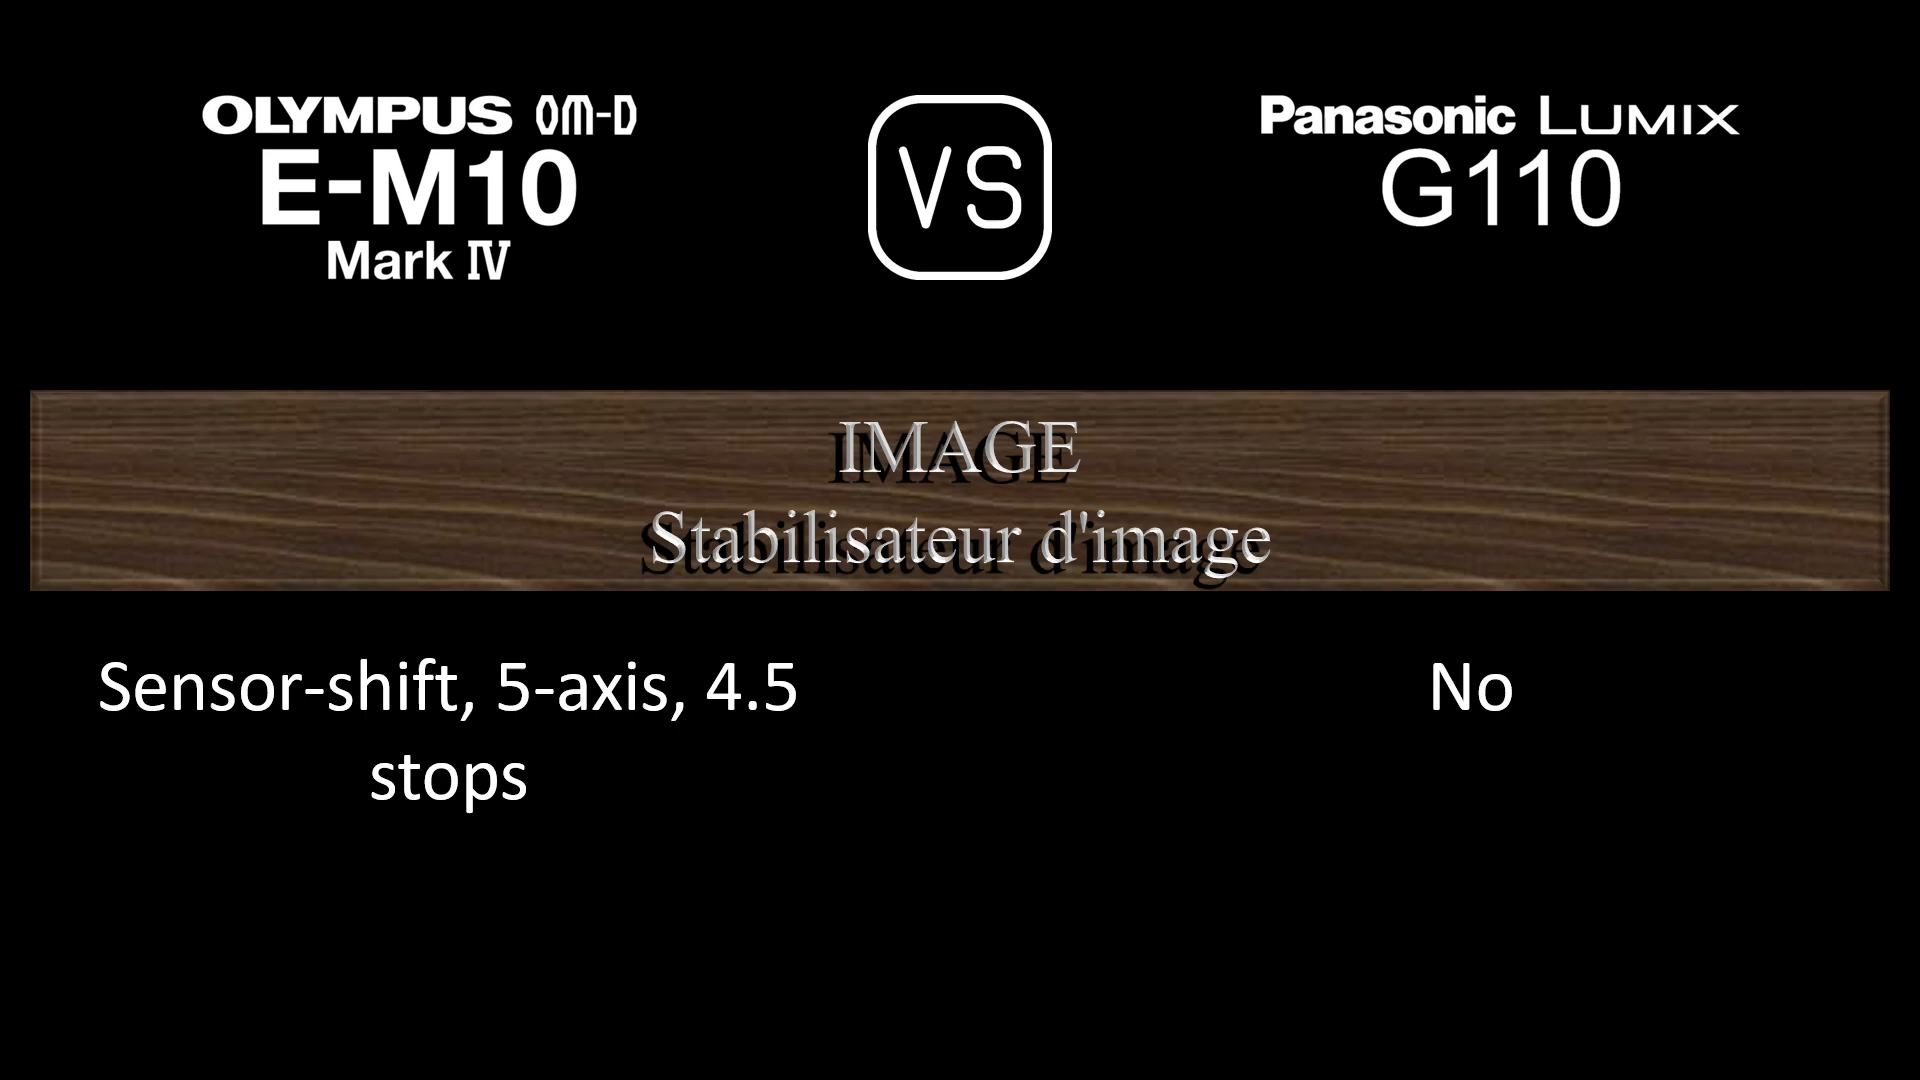 OLYMPUS OM-D
E-M10
Mark IV
VS
Panasonic LUMIX
G110
IMAGE
Stabilisateur d'image
Sensor-shift, 5-axis, 4.5
stops
No